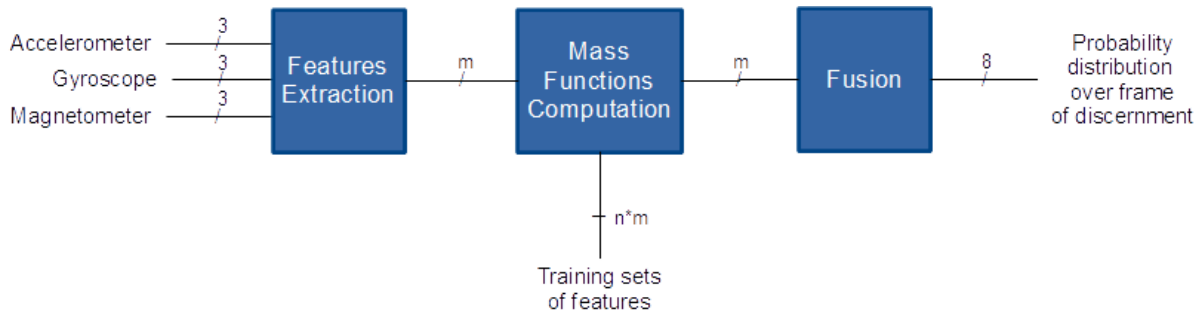 Accelerometer
3
Gyroscope
3
Magnetometer
3
Features
Extraction
m
Mass
Functions
Computation
m
Fusion
8
Probability
distribution
over frame
of discernment
n*m
Training sets
of features